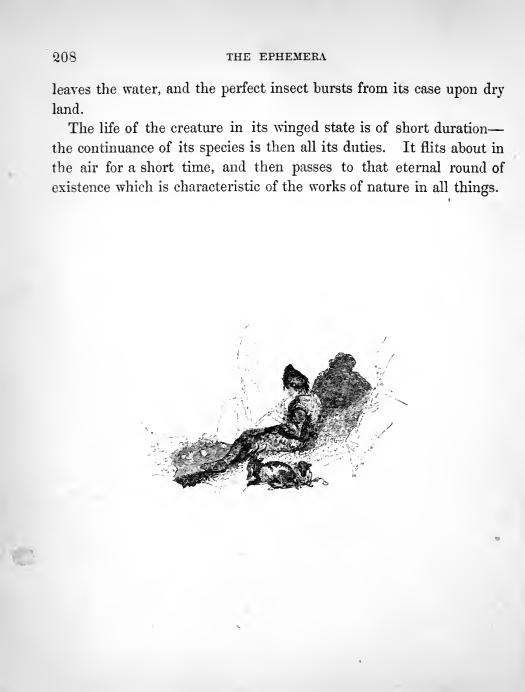 208 THE EPHEMERA
leaves the water, and the perfect insect bursts from its case upon dry
land.
The life of the creature in its winged state is of short duration—
the continuance of its species is then all its duties. It flits about in
the air for a short time, and then passes to that eternal round of
existence which is characteristic of the works of nature in all things.